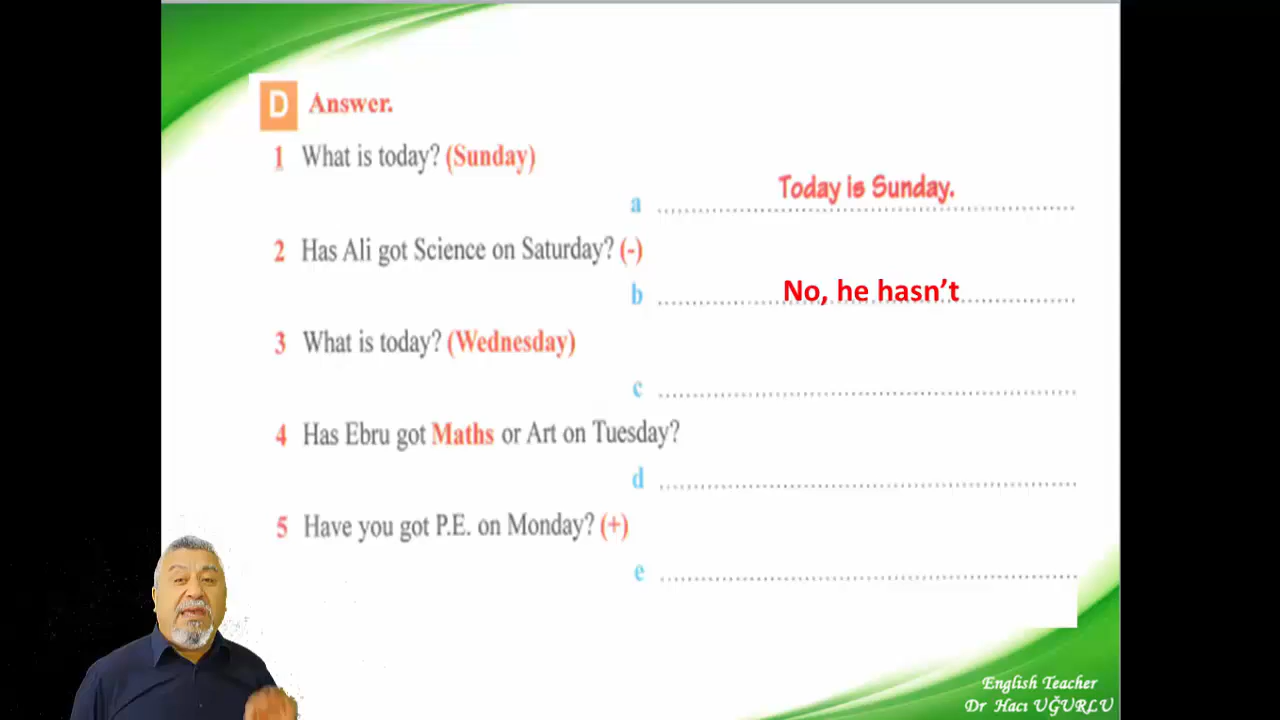 D Answer.
1 What is today? (Sunday)
a Today is Sunday.
2 Has Ali got Science on Saturday? (-)
b No, he hasn’t
3 What is today? (Wednesday)
c
4 Has Ebru got Maths or Art on Tuesday?
d
5 Have you got P.E. on Monday? (+)
e
English Teacher
Dr Hacı UĞURLU